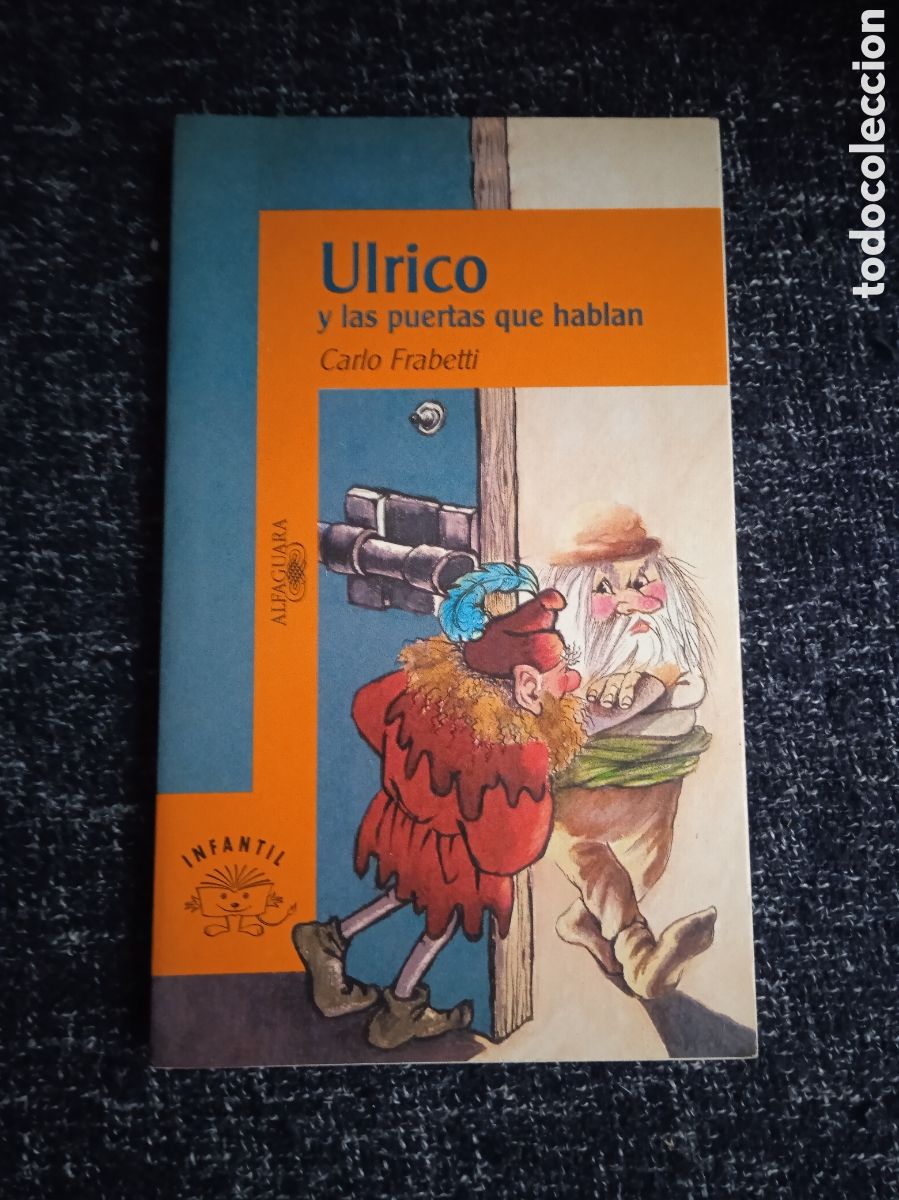 Ulrico
y las puertas que hablan
Carlo Frabetti
ALFAGUARA
INFANTIL
todocoleccion